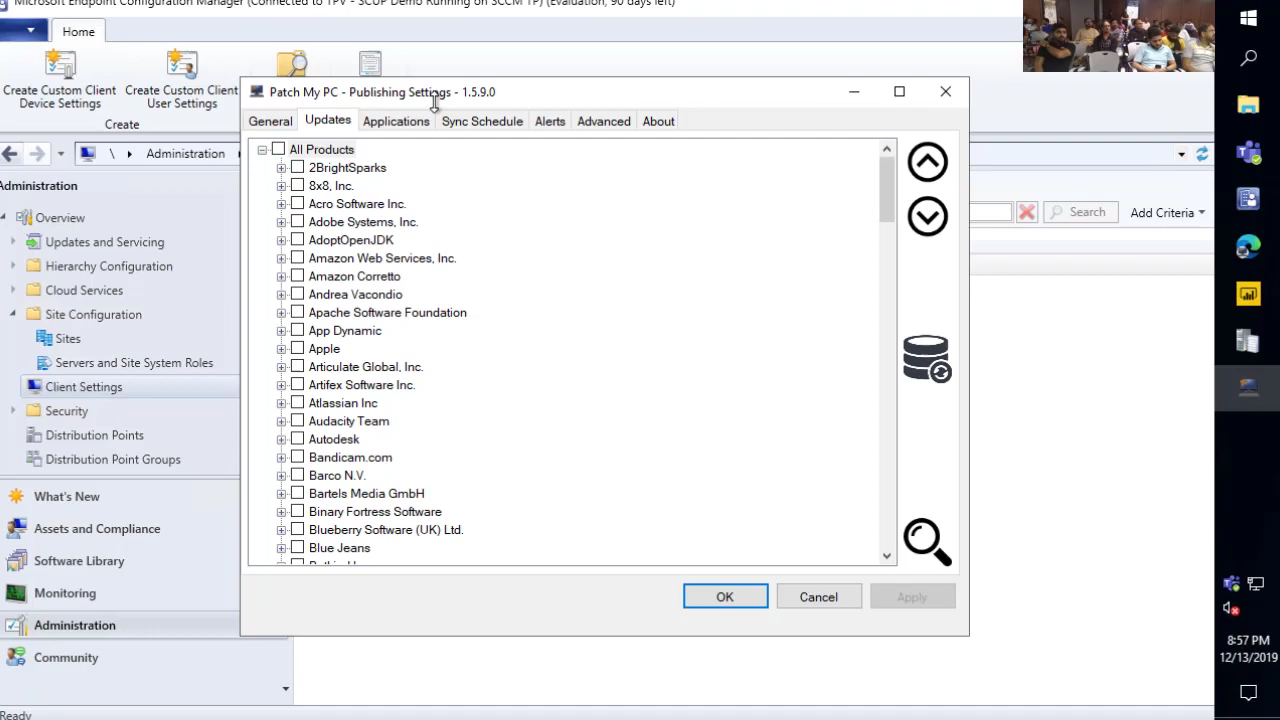 Microsoft Endpoint Configuration Manager (Connected to TPV - SCUP Demo Running on SCCM TP) (Evaluation, 90 days left)
Home
Create Custom Client Device Settings
Create Custom Client User Settings
Create
\ Administration
Search
Add Criteria
Administration
Overview
Updates and Servicing
Hierarchy Configuration
Cloud Services
Site Configuration
Sites
Servers and Site System Roles
Client Settings
Security
Distribution Points
Distribution Point Groups
What's New
Assets and Compliance
Software Library
Monitoring
Administration
Community
Ready
Patch My PC - Publishing Settings - 1.5.9.0
General
Updates
Applications
Sync Schedule
Alerts
Advanced
About
All Products
2BrightSparks
8x8, Inc.
Acro Software Inc.
Adobe Systems, Inc.
AdoptOpenJDK
Amazon Web Services, Inc.
Amazon Corretto
Andrea Vacondio
Apache Software Foundation
App Dynamic
Apple
Articulate Global, Inc.
Artifex Software Inc.
Atlassian Inc
Audacity Team
Autodesk
Bandicam.com
Barco N.V.
Bartels Media GmbH
Binary Fortress Software
Blueberry Software (UK) Ltd.
Blue Jeans
OK
Cancel
Apply
8:57 PM
12/13/2019